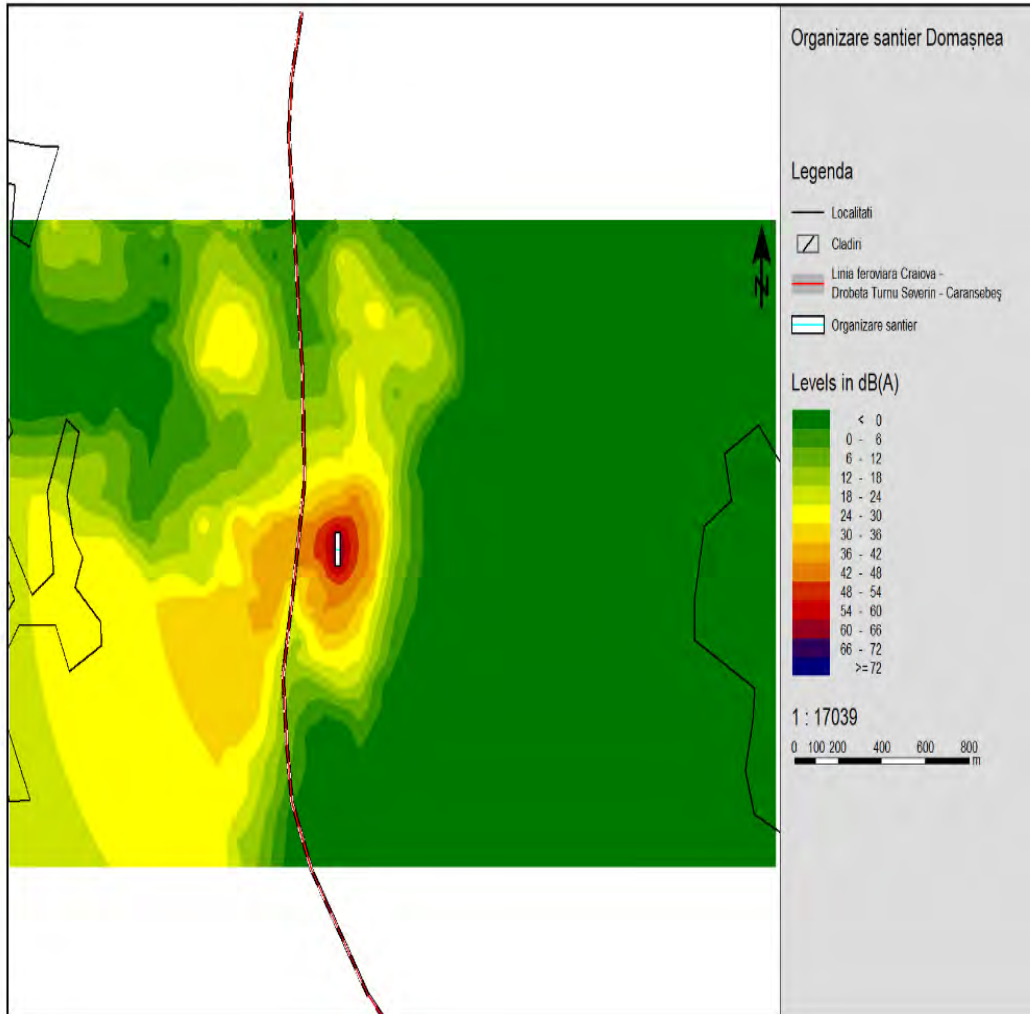 Organizare santier Domașnea
Legenda
Localitati
Cladiri
Linia feroviara Craiova -
Drobeta Turnu Severin - Caransebeș
Organizare santier
N
Levels in dB(A)
< 0
0 - 6
6 - 12
12 - 18
18 - 24
24 - 30
30 - 36
36 - 42
42 - 48
48 - 54
54 - 60
60 - 66
66 - 72
>=72
1 : 17039
0 100 200 400 600 800
m